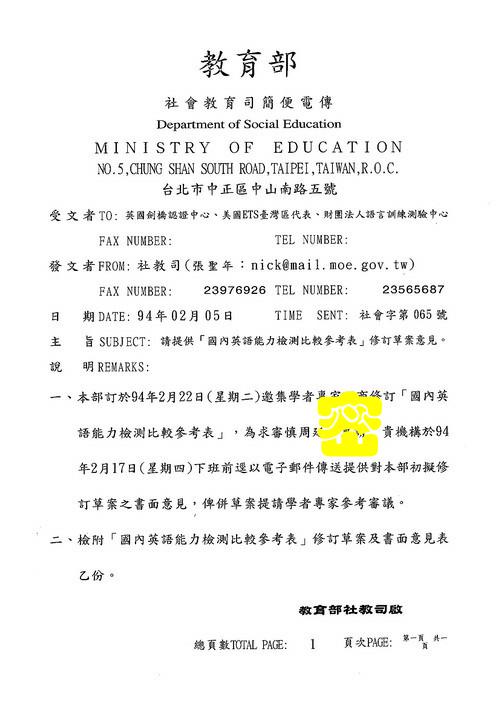 教育部
社會教育司簡便電傳
Department of Social Education
MINISTRY OF EDUCATION
NO.5,CHUNG SHAN SOUTH ROAD,TAIPEI,TAIWAN,R.O.C.
台北市中正區中山南路五號
受文者TO: 英國劍橋認證中心、美國ETS臺灣區代表、財團法人語言訓練測驗中心
FAX NUMBER: TEL NUMBER:
發文者FROM: 社教司(張聖年：nick@mail.moe.gov.tw)
FAX NUMBER: 23976926 TEL NUMBER: 23565687
日 期DATE: 94年02月05日 TIME SENT: 社會字第065號
主 旨SUBJECT: 請提供「國內英語能力檢測比較參考表」修訂草案意見。
說 明REMARKS:
一、本部訂於94年2月22日(星期二)邀集學者專家 商修訂「國內英
語能力檢測比較參考表」，為求審慎周 貴機構於94
年2月17日(星期四)下班前逕以電子郵件傳送提供對本部初擬修
訂草案之書面意見，俾併草案提請學者專家參考審議。
二、檢附「國內英語能力檢測比較參考表」修訂草案及書面意見表
乙份。
教育部社教司啟
總頁數TOTAL PAGE: 1 頁次PAGE: 第一頁 共一頁